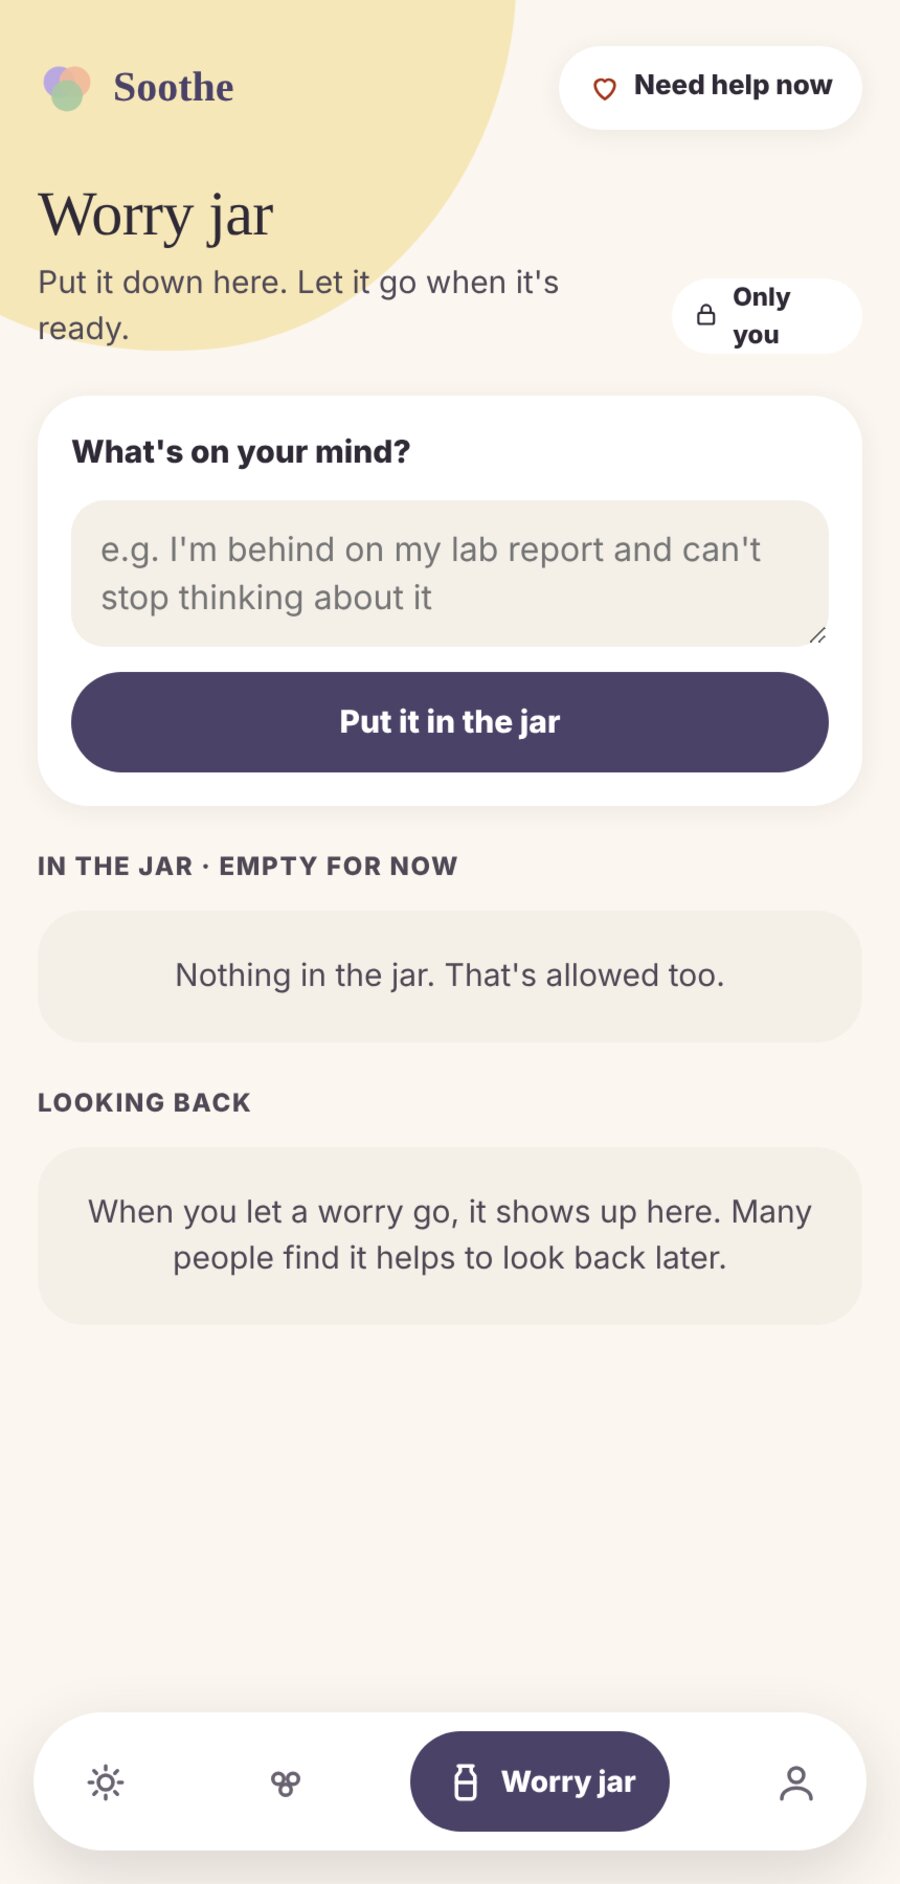 Soothe
Need help now
Worry jar
Put it down here. Let it go when it's
ready.
Only
you
What's on your mind?
e.g. I'm behind on my lab report and can't
stop thinking about it
Put it in the jar
IN THE JAR · EMPTY FOR NOW
Nothing in the jar. That's allowed too.
LOOKING BACK
When you let a worry go, it shows up here. Many
people find it helps to look back later.
Worry jar